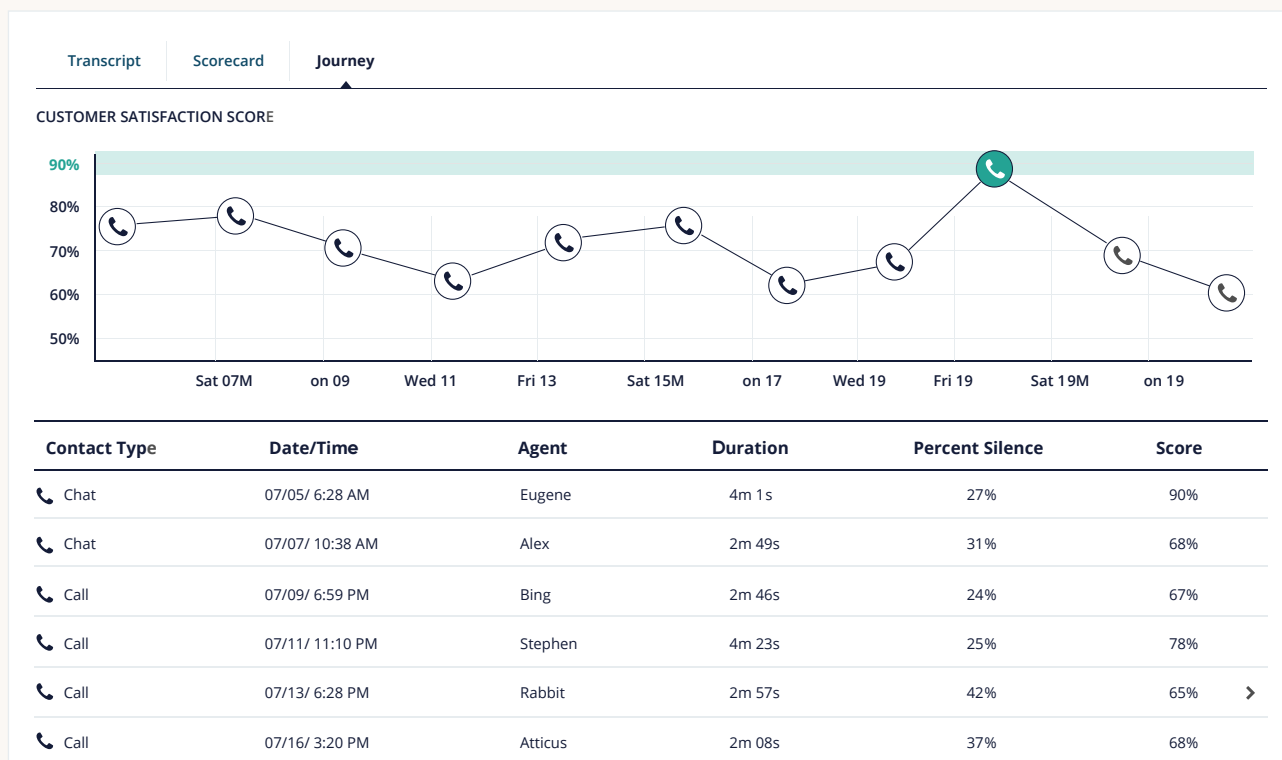 Transcript Scorecard Journey
CUSTOMER SATISFACTION SCORE
90%
80%
70%
60%
50%
Sat 07M on 09 Wed 11 Fri 13 Sat 15M on 17 Wed 19 Fri 19 Sat 19M on 19
Contact Type Date/Time Agent Duration Percent Silence Score
Chat 07/05/ 6:28 AM Eugene 4m 1s 27% 90%
Chat 07/07/ 10:38 AM Alex 2m 49s 31% 68%
Call 07/09/ 6:59 PM Bing 2m 46s 24% 67%
Call 07/11/ 11:10 PM Stephen 4m 23s 25% 78%
Call 07/13/ 6:28 PM Rabbit 2m 57s 42% 65%
Call 07/16/ 3:20 PM Atticus 2m 08s 37% 68%